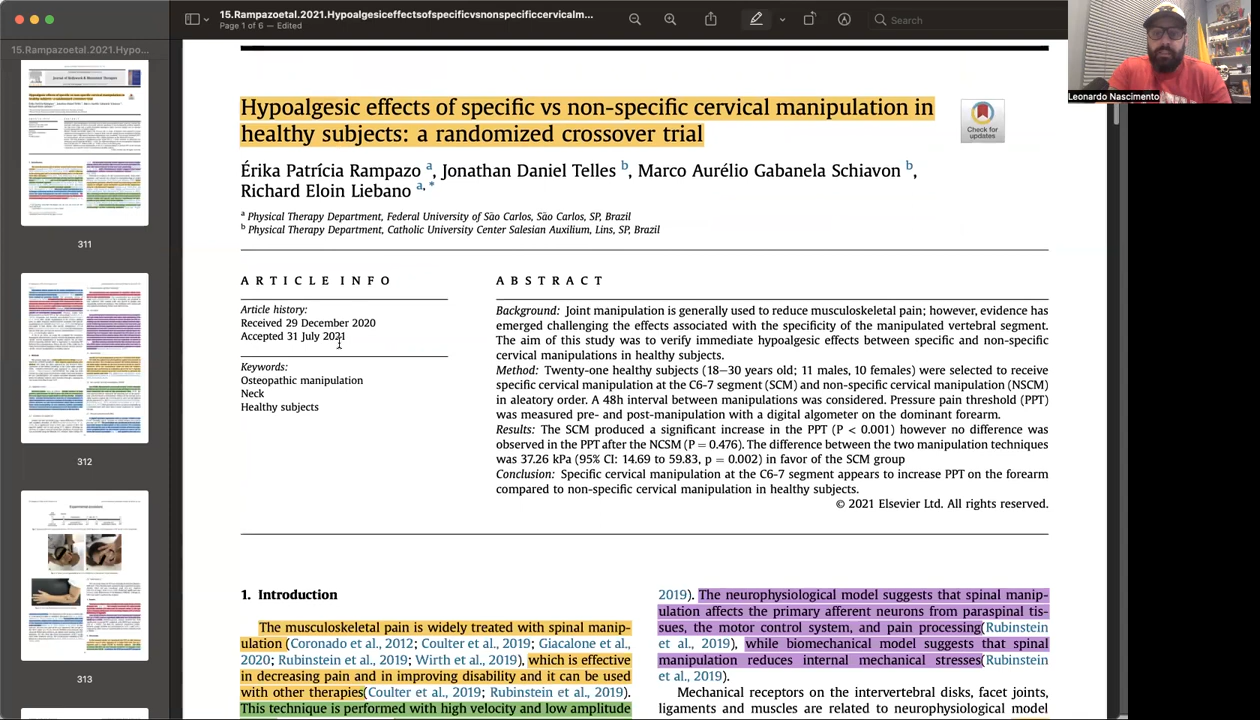 15.Rampazoetal.2021.Hypoalgesiceffectsofspecificvsnonspecificcervicalm...
Page 1 of 6 – Edited
Search
15.Rampazoetal.2021.Hypo...
311
312
313
Leonardo Nascimento
Hypoalgesic effects of specific vs non-specific cervical manipulation in
healthy subjects: a randomized crossover trial
Check for
updates
Érika Patrícia Rampazo a, Jonathan Daniel Telles b, Marco Aurélio Gabanela Schiavon b,
Richard Eloin Liebano a, *
a Physical Therapy Department, Federal University of São Carlos, São Carlos, SP, Brazil
b Physical Therapy Department, Catholic University Center Salesian Auxilium, Lins, SP, Brazil
ARTICLE INFO
Article history:
Received 29 December 2020
Accepted 31 July 2021
Keywords:
Osteopathic manipulation
Neck
Healthy subjects
ABSTRACT
Background: Joint manipulation is generally used to reduce musculoskeletal pain; however, evidence has
emerged challenging the effects associated with the specificity of the manipulated vertebral segment.
The aim of this study was to verify immediate hypoalgesic effects between specific and non-specific
cervical manipulations in healthy subjects.
Method: Twenty-one healthy subjects (18–30 years old; 11 males, 10 females) were selected to receive
specific cervical manipulation at the C6-7 segment (SCM) and non-specific cervical manipulation (NSCM)
in aleatory order. A 48h interval between manipulations was considered. Pressure pain threshold (PPT)
was measured pre- and post-manipulation with a digital algometer on the dominant forearm.
Results: The SCM produced a significant increase in the PPT (P < 0.001) however no difference was
observed in the PPT after the NCSM (P = 0.476). The difference between the two manipulation techniques
was 37.26 kPa (95% CI: 14.69 to 59.83, p = 0.002) in favor of the SCM group
Conclusion: Specific cervical manipulation at the C6-7 segment appears to increase PPT on the forearm
compared to non-specific cervical manipulation in healthy subjects.
© 2021 Elsevier Ltd. All rights reserved.
1. Introduction
The musculoskeletal pain is widely treated with spinal manip-
ulation (Coronado et al., 2012; Coulter et al., 2019; Giacalone et al.,
2020; Rubinstein et al., 2019; Wirth et al., 2019), which is effective
in decreasing pain and in improving disability and it can be used
with other therapies(Coulter et al., 2019; Rubinstein et al., 2019).
This technique is performed with high velocity and low amplitude
2019). The neurophysiological model suggests that spinal manip-
ulation affects the primary afferent neurons from paraspinal tis-
sues, the motor control system, and pain processing(Rubinstein
et al., 2019), while biomechanical model suggests that spinal
manipulation reduces internal mechanical stresses(Rubinstein
et al., 2019).
Mechanical receptors on the intervertebral disks, facet joints,
ligaments and muscles are related to neurophysiological model